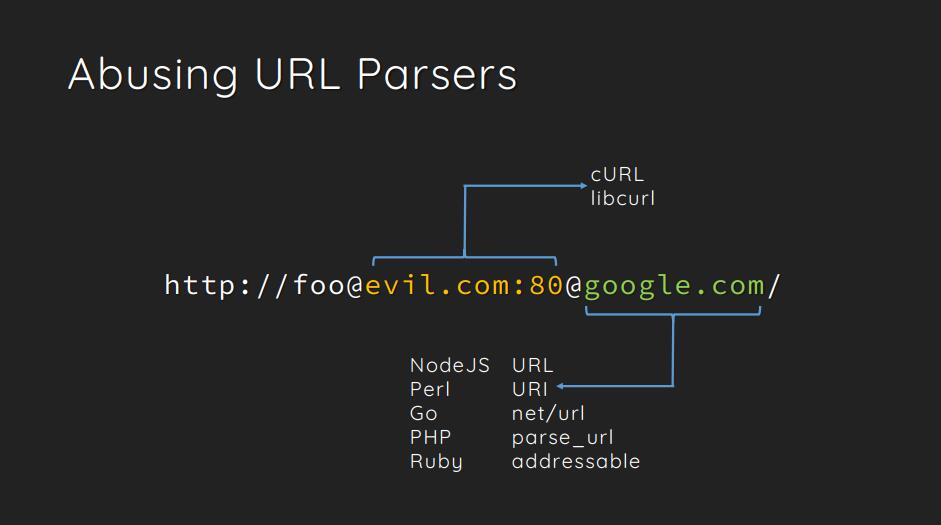 Abusing URL Parsers
cURL
libcurl
http://foo@evil.com:80@google.com/
NodeJS URL
Perl URI
Go net/url
PHP parse_url
Ruby addressable